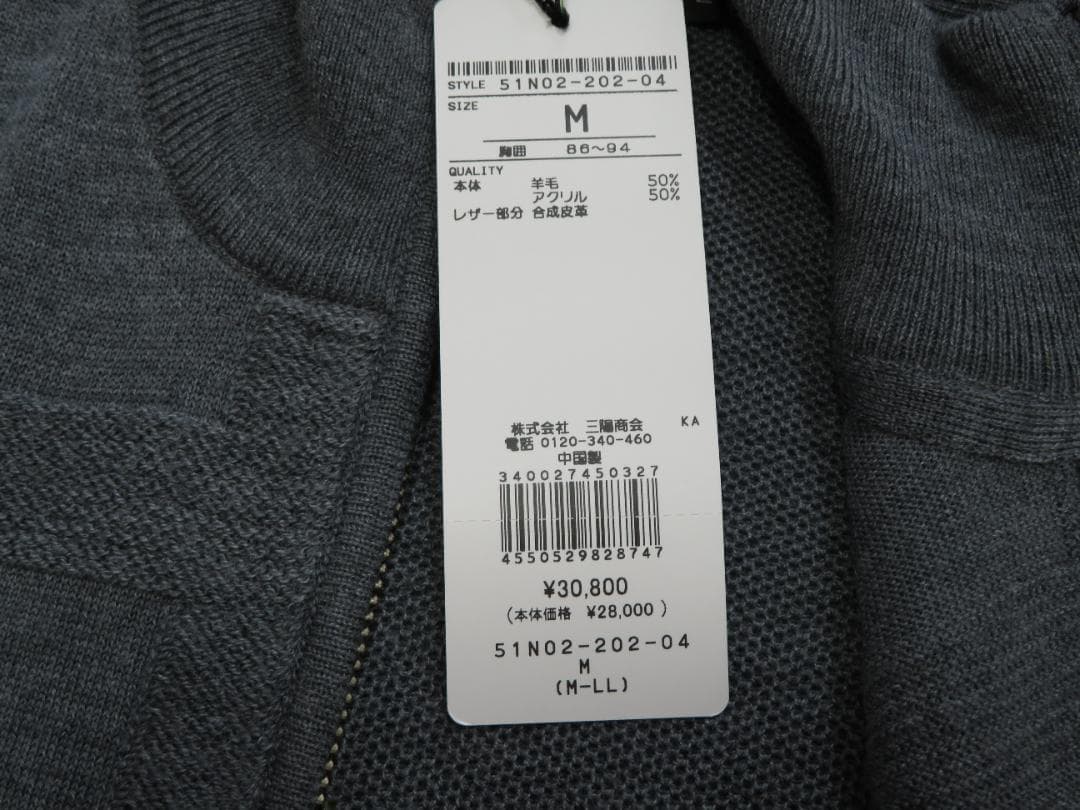 STYLE 51N02-202-04
SIZE
M
胸囲 86〜94
QUALITY
本体 羊毛 50%
アクリル 50%
レザー部分 合成皮革
株式会社 三陽商会 KA
電話 0120-340-460
中国製
340027450327
4550529828747
¥30,800
(本体価格 ¥28,000)
51N02-202-04
M
(M-LL)